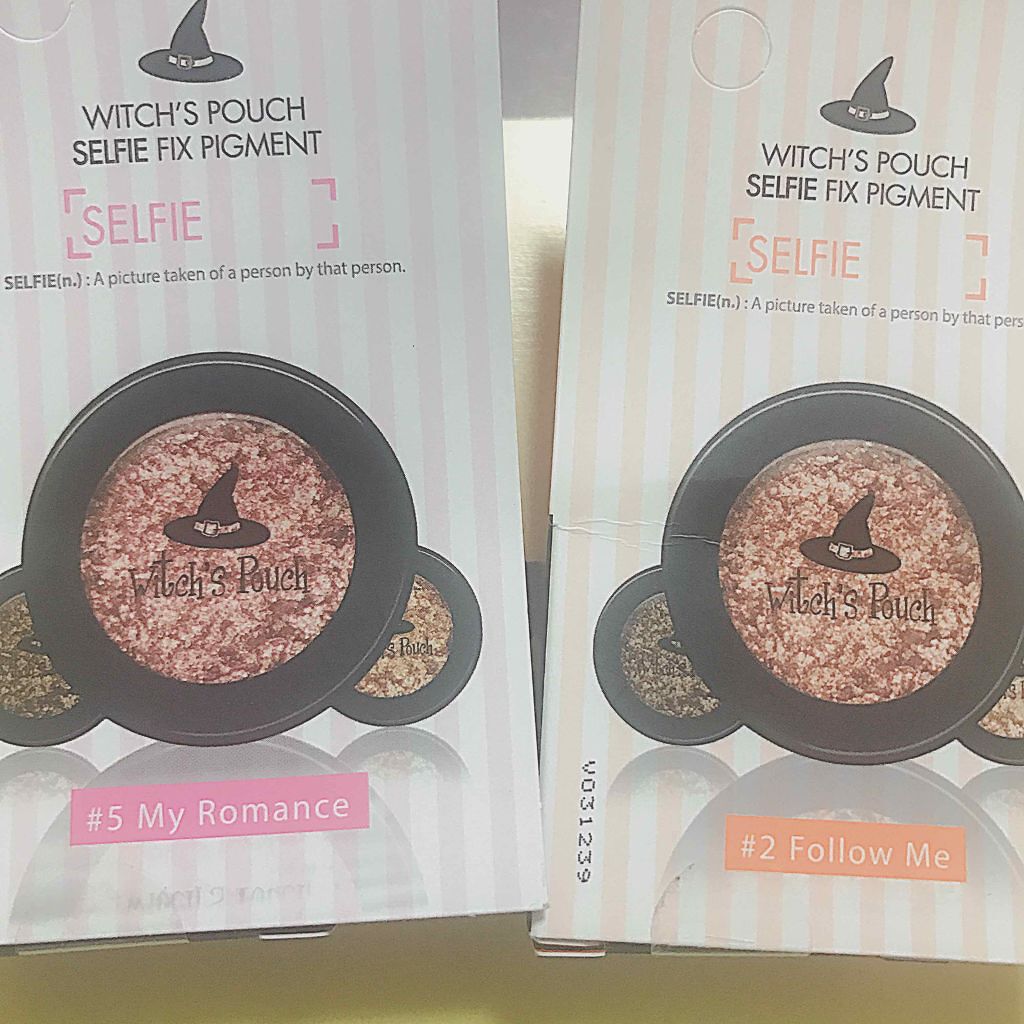 WITCH'S POUCH
SELFIE FIX PIGMENT
SELFIE
SELFIE(n.) : A picture taken of a person by that person.
Witch's Pouch
s Pouch
#5 My Romance
WITCH'S POUCH
SELFIE FIX PIGMENT
SELFIE
SELFIE(n.) : A picture taken of a person by that pers
Witch's Pouch
V031239
#2 Follow Me